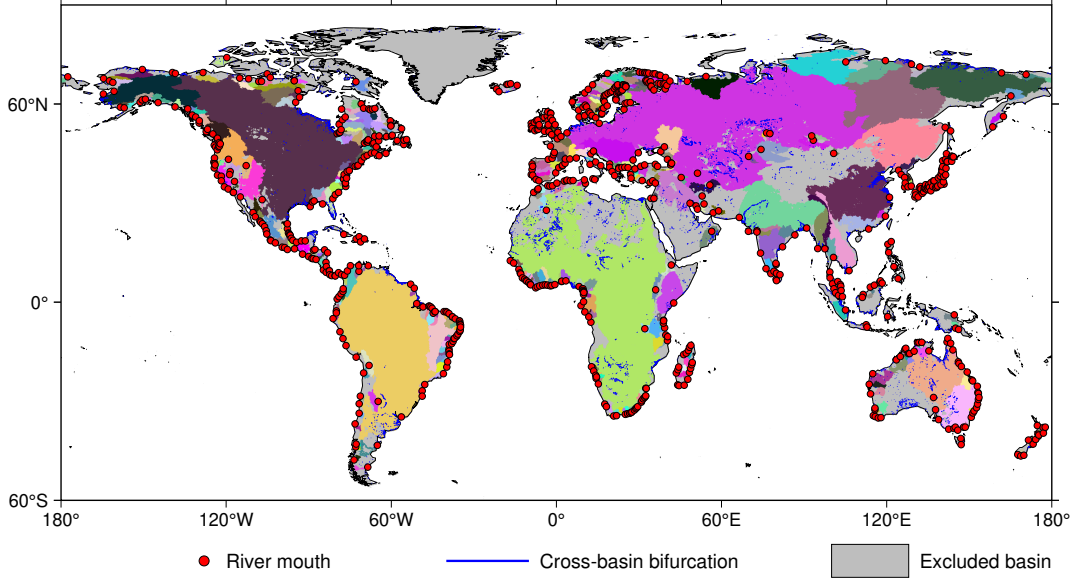 60°N
0°
60°S
180°
120°W
60°W
0°
60°E
120°E
180°
River mouth
Cross-basin bifurcation
Excluded basin